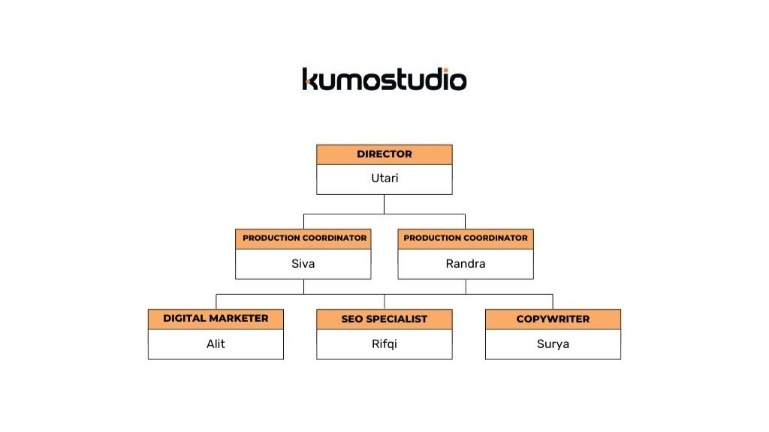 kumostudio
DIRECTOR
Utari
PRODUCTION COORDINATOR
Siva
PRODUCTION COORDINATOR
Randra
DIGITAL MARKETER
Alit
SEO SPECIALIST
Rifqi
COPYWRITER
Surya